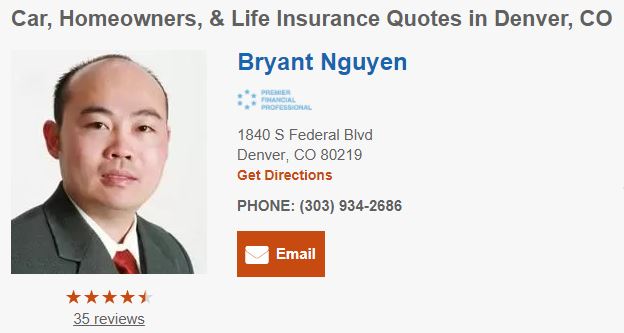 Car, Homeowners, & Life Insurance Quotes in Denver, CO
Bryant Nguyen
PREMIER
FINANCIAL
PROFESSIONAL
1840 S Federal Blvd
Denver, CO 80219
Get Directions
PHONE: (303) 934-2686
Email
35 reviews